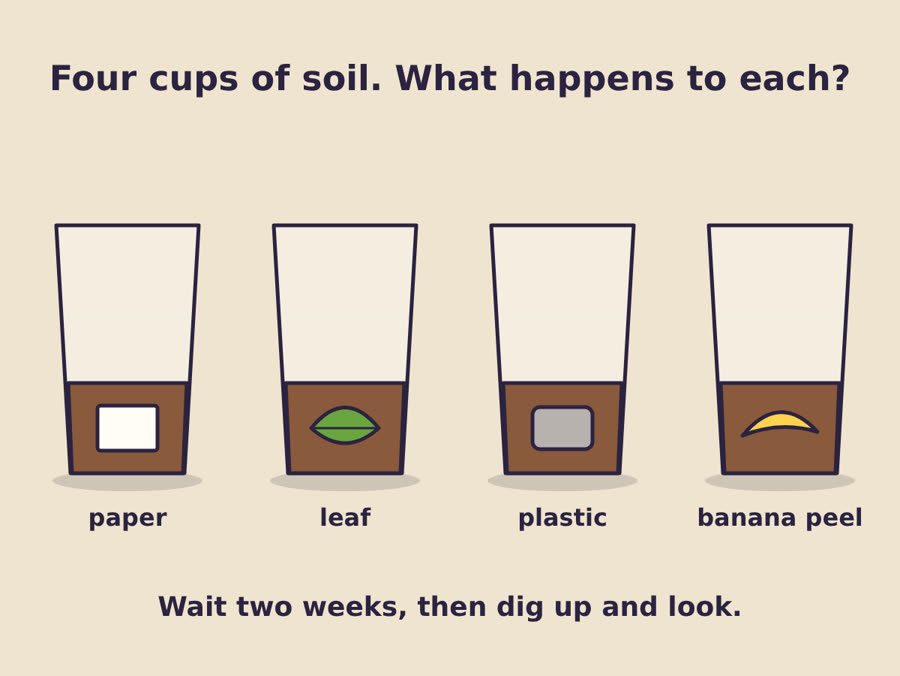 Four cups of soil. What happens to each?
paper
leaf
plastic
banana peel
Wait two weeks, then dig up and look.